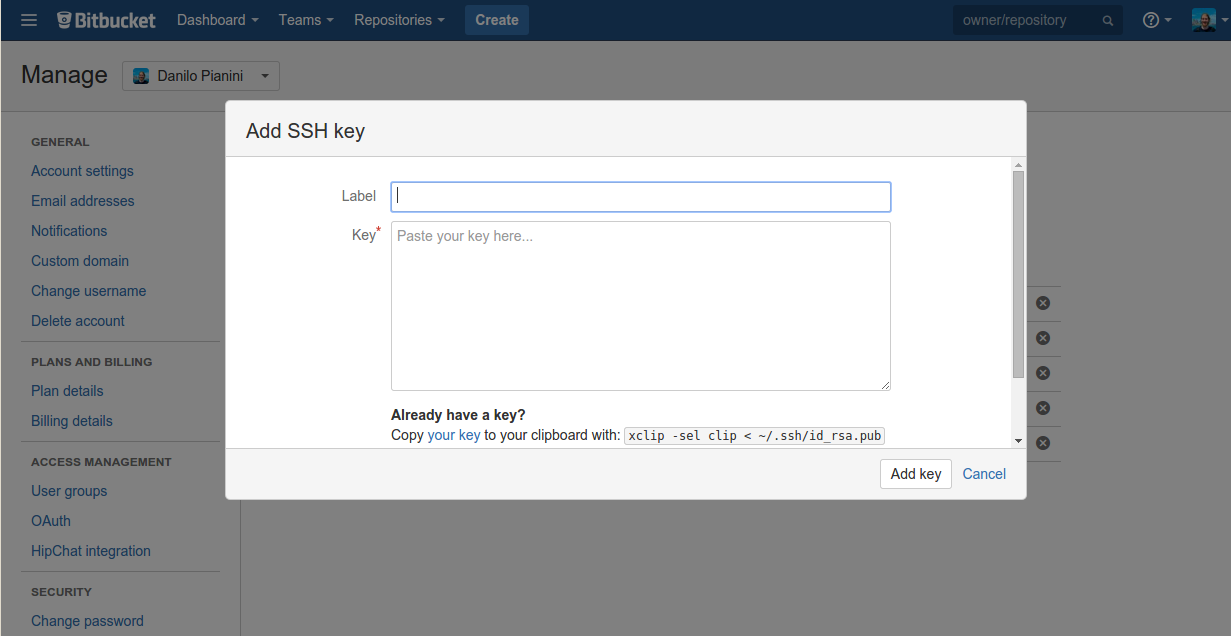 Bitbucket Dashboard Teams Repositories Create owner/repository
Manage Danilo Pianini
Add SSH key
GENERAL
Account settings
Email addresses
Notifications
Custom domain
Change username
Delete account
PLANS AND BILLING
Plan details
Billing details
ACCESS MANAGEMENT
User groups
OAuth
HipChat integration
SECURITY
Change password
Label
Key*
Paste your key here...
Already have a key?
Copy your key to your clipboard with: xclip -sel clip < ~/.ssh/id_rsa.pub
Add key Cancel